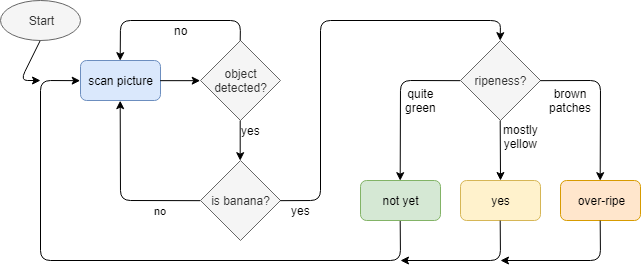 Start
no
scan picture
object
detected?
yes
is banana?
no
yes
ripeness?
quite
green
mostly
yellow
brown
patches
not yet
yes
over-ripe